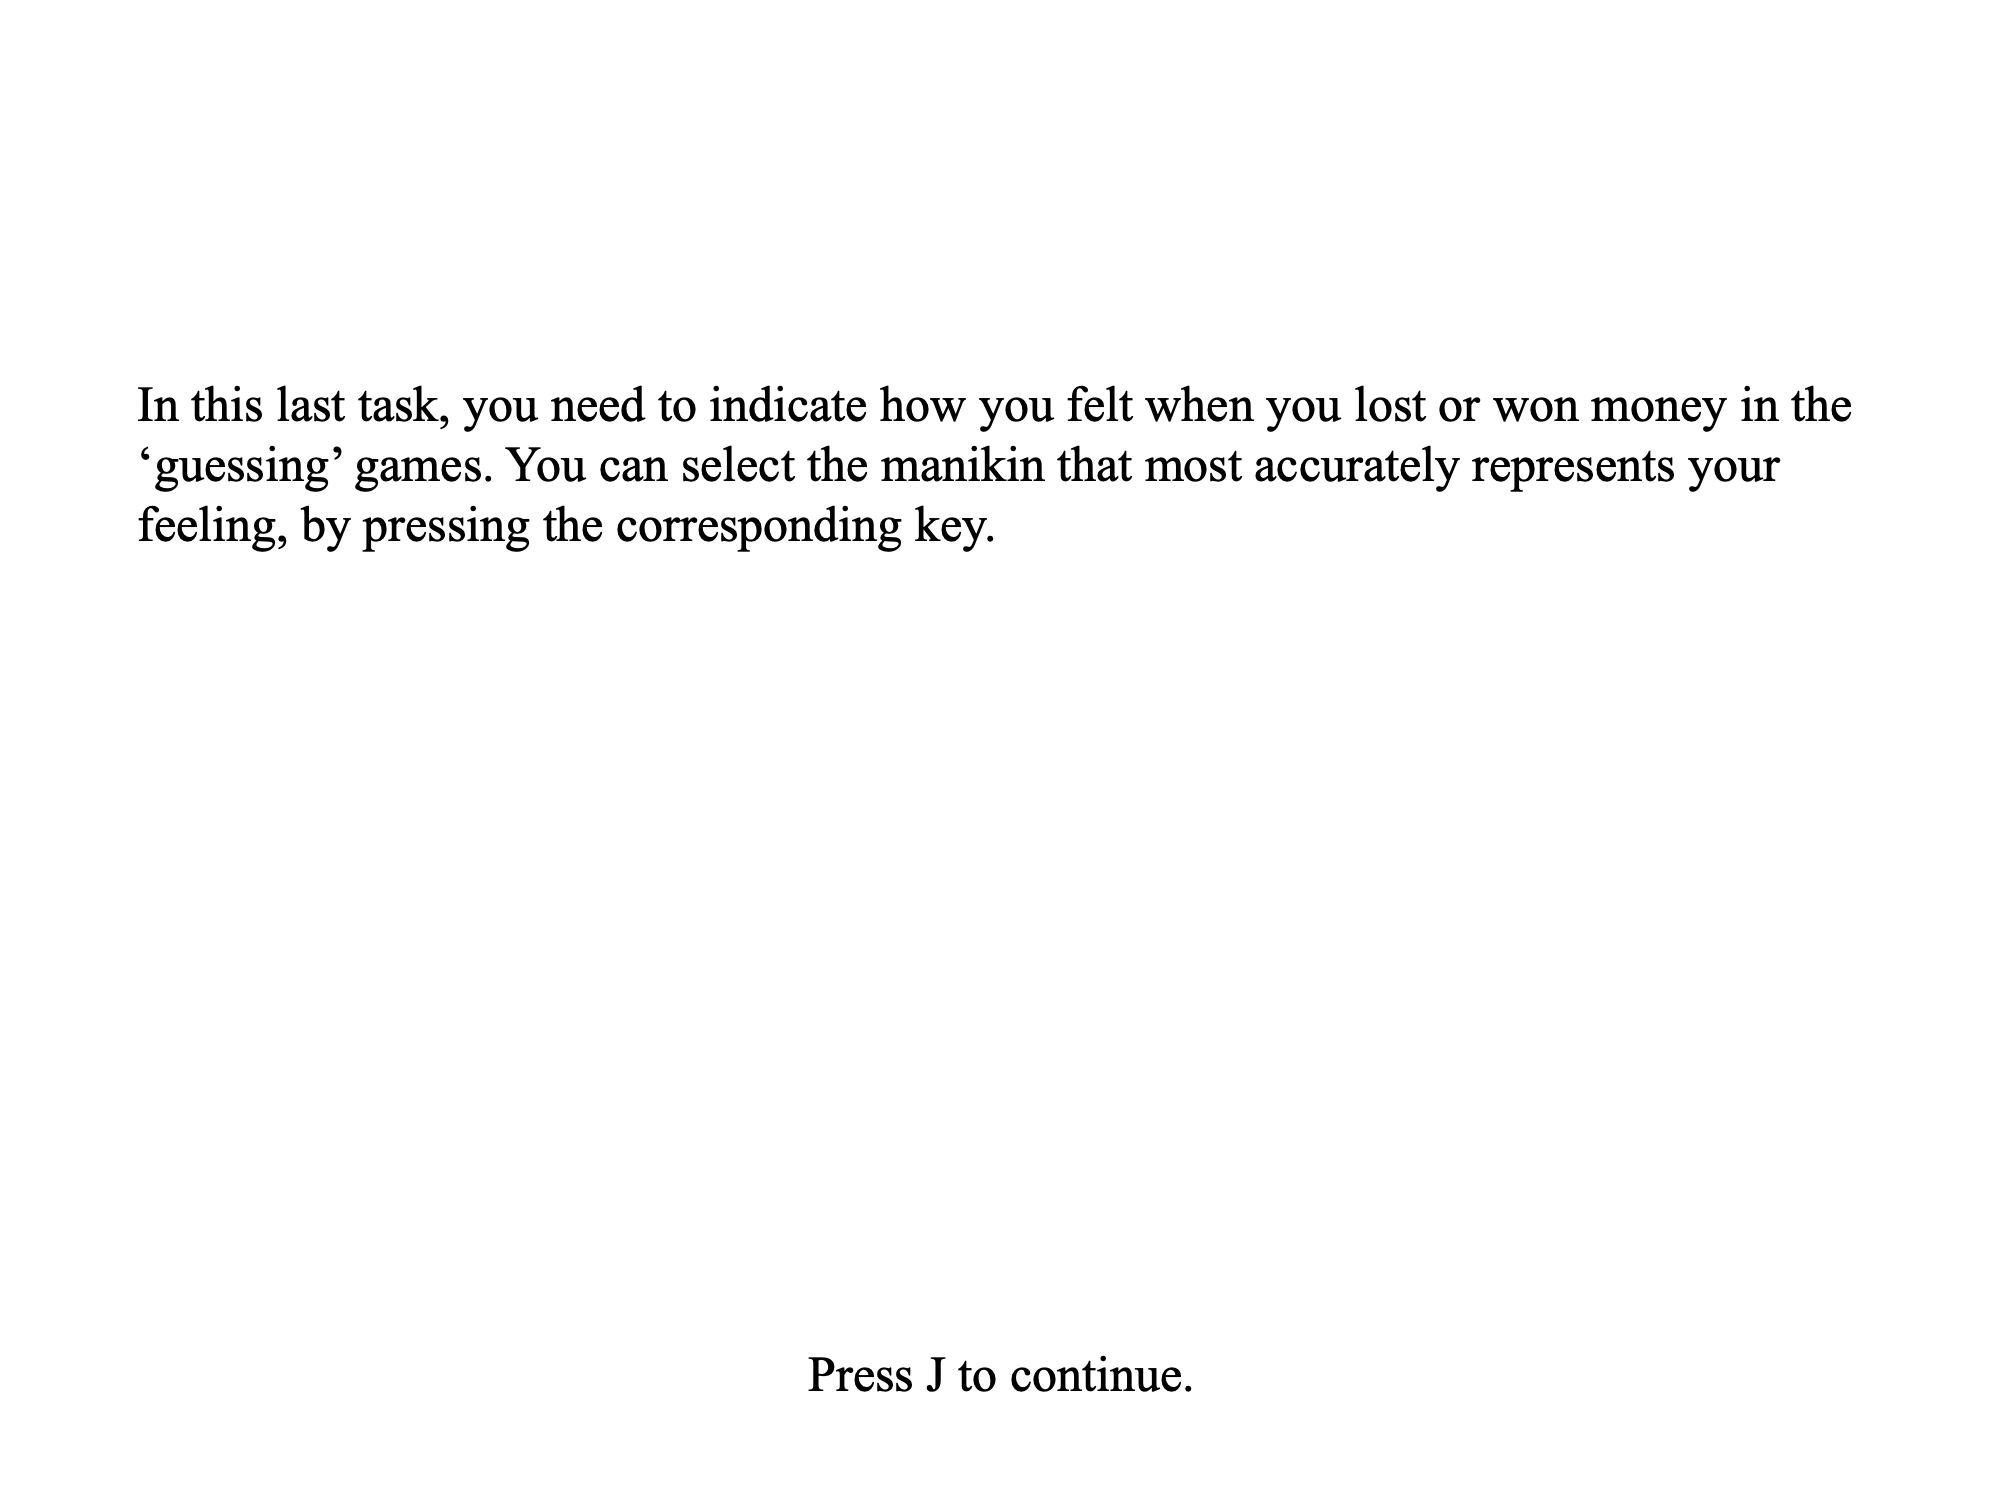 In this last task, you need to indicate how you felt when you lost or won money in the
‘guessing’ games. You can select the manikin that most accurately represents your
feeling, by pressing the corresponding key.
Press J to continue.